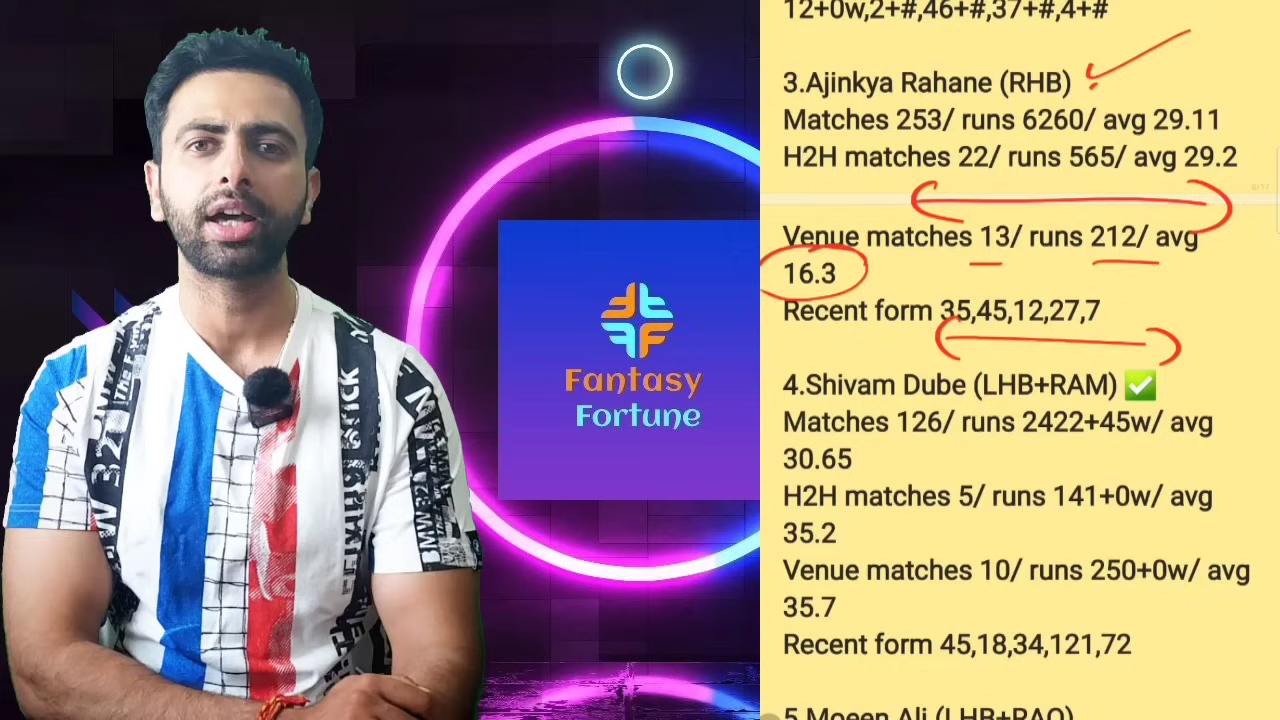 12+0w,2+#,46+#,37+#,4+#
3.Ajinkya Rahane (RHB)
Matches 253/ runs 6260/ avg 29.11
H2H matches 22/ runs 565/ avg 29.2
6/17
Venue matches 13/ runs 212/ avg
16.3
Recent form 35,45,12,27,7
4.Shivam Dube (LHB+RAM) ✅
Matches 126/ runs 2422+45w/ avg
30.65
H2H matches 5/ runs 141+0w/ avg
35.2
Venue matches 10/ runs 250+0w/ avg
35.7
Recent form 45,18,34,121,72
5.Moeen Ali (LHB+RAO)
Fantasy
Fortune